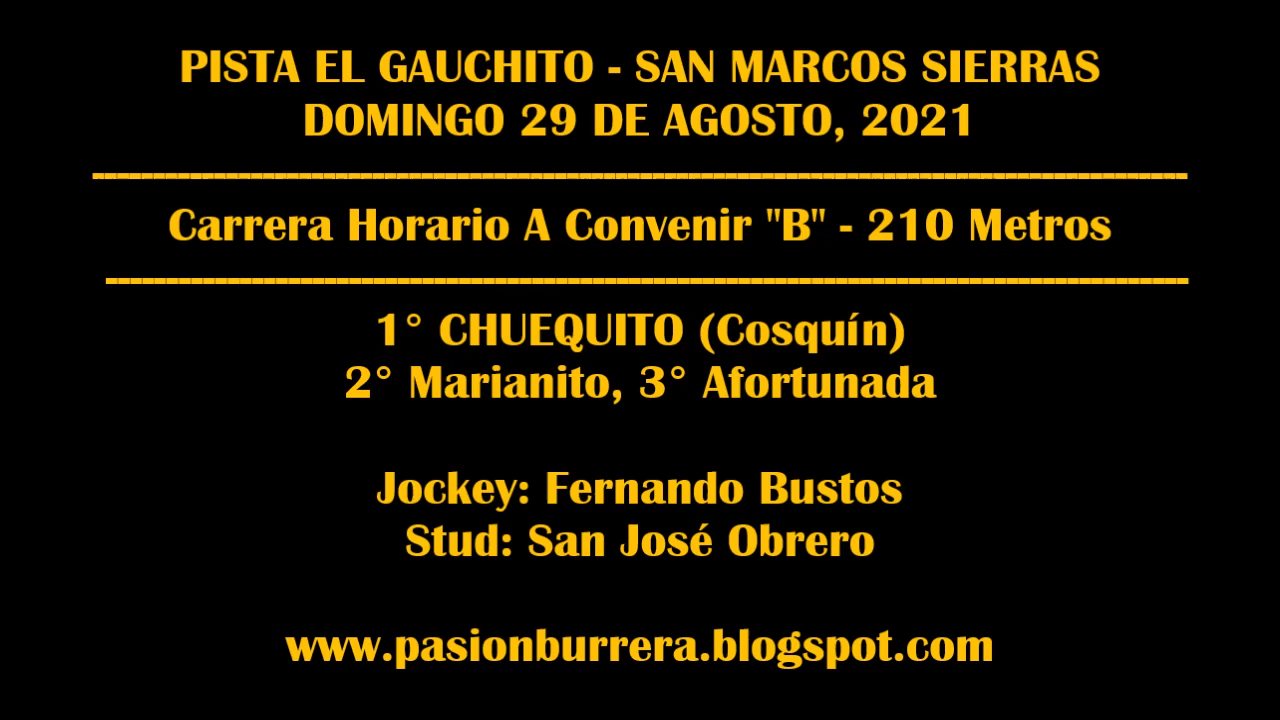 PISTA EL GAUCHITO - SAN MARCOS SIERRAS
DOMINGO 29 DE AGOSTO, 2021
Carrera Horario A Convenir "B" - 210 Metros
1° CHUEQUITO (Cosquín)
2° Marianito, 3° Afortunada
Jockey: Fernando Bustos
Stud: San José Obrero
www.pasionburrera.blogspot.com